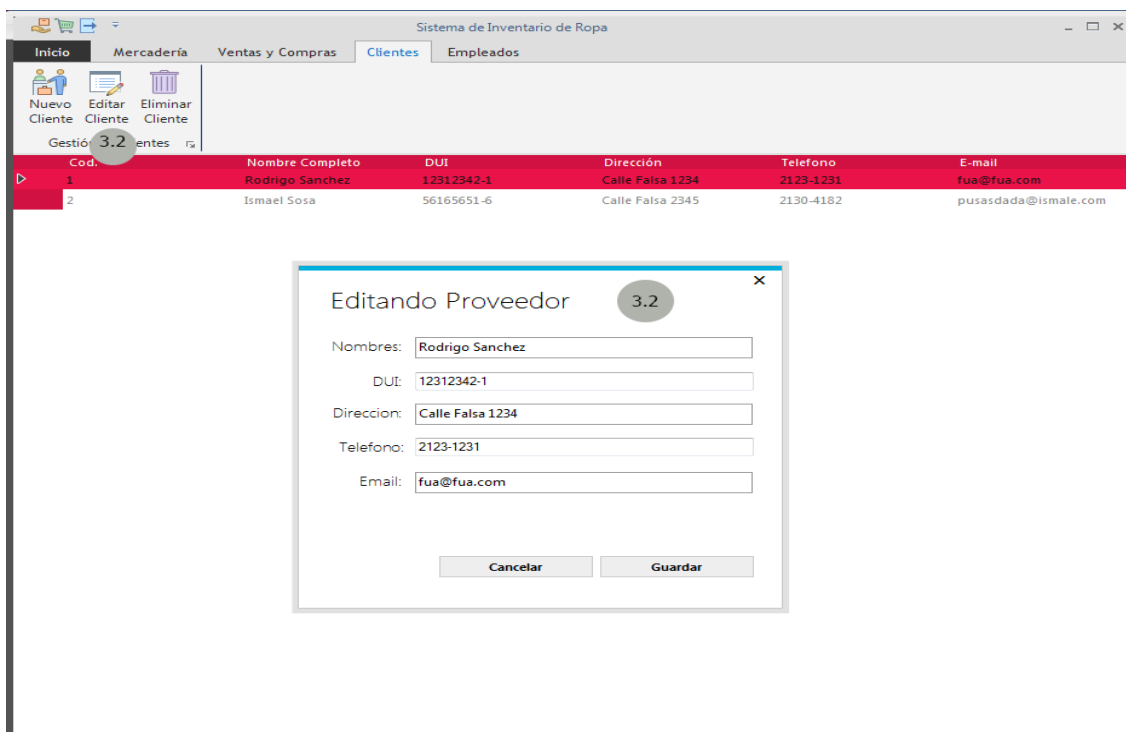 Sistema de Inventario de Ropa
Inicio Mercadería Ventas y Compras Clientes Empleados
Nuevo Editar Eliminar
Cliente Cliente Cliente
3.2
Cod. Nombre Completo DUI Dirección Telefono E-mail
1 Rodrigo Sanchez 12312342-1 Calle Falsa 1234 2123-1231 fua@fua.com
2 Ismael Sosa 56165651-6 Calle Falsa 2345 2130-4182 pusasdada@ismale.com
Editando Proveedor 3.2
Nombres: Rodrigo Sanchez
DUI: 12312342-1
Direccion: Calle Falsa 1234
Telefono: 2123-1231
Email: fua@fua.com
Cancelar Guardar